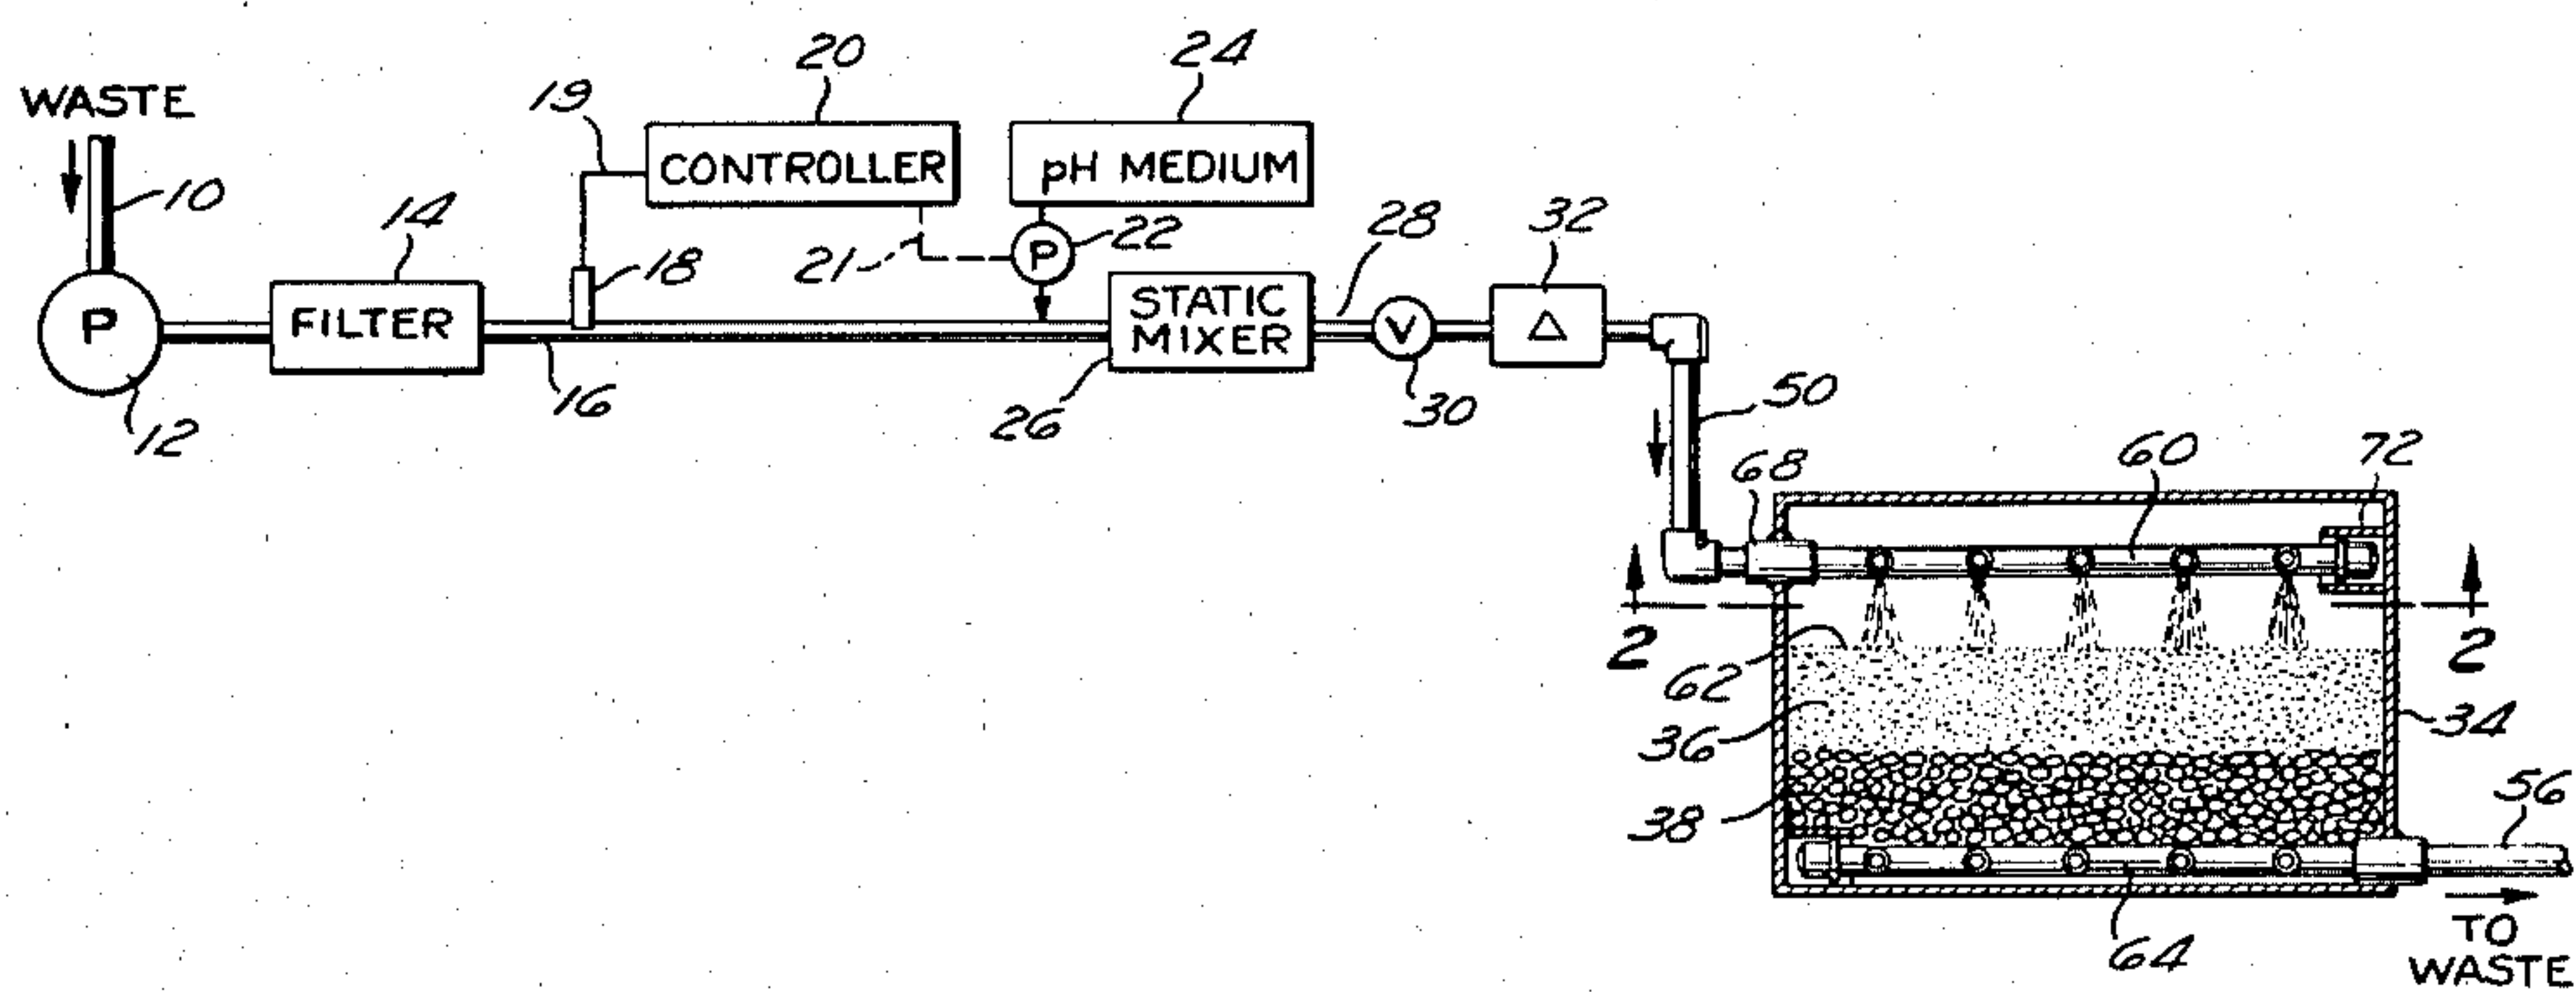 WASTE
10
P
12
14
FILTER
16
18
19
20
CONTROLLER
21
24
pH MEDIUM
P
22
STATIC
MIXER
26
28
V
30
32
Δ
50
68
60
72
2
2
62
36
34
38
56
64
TO
WASTE